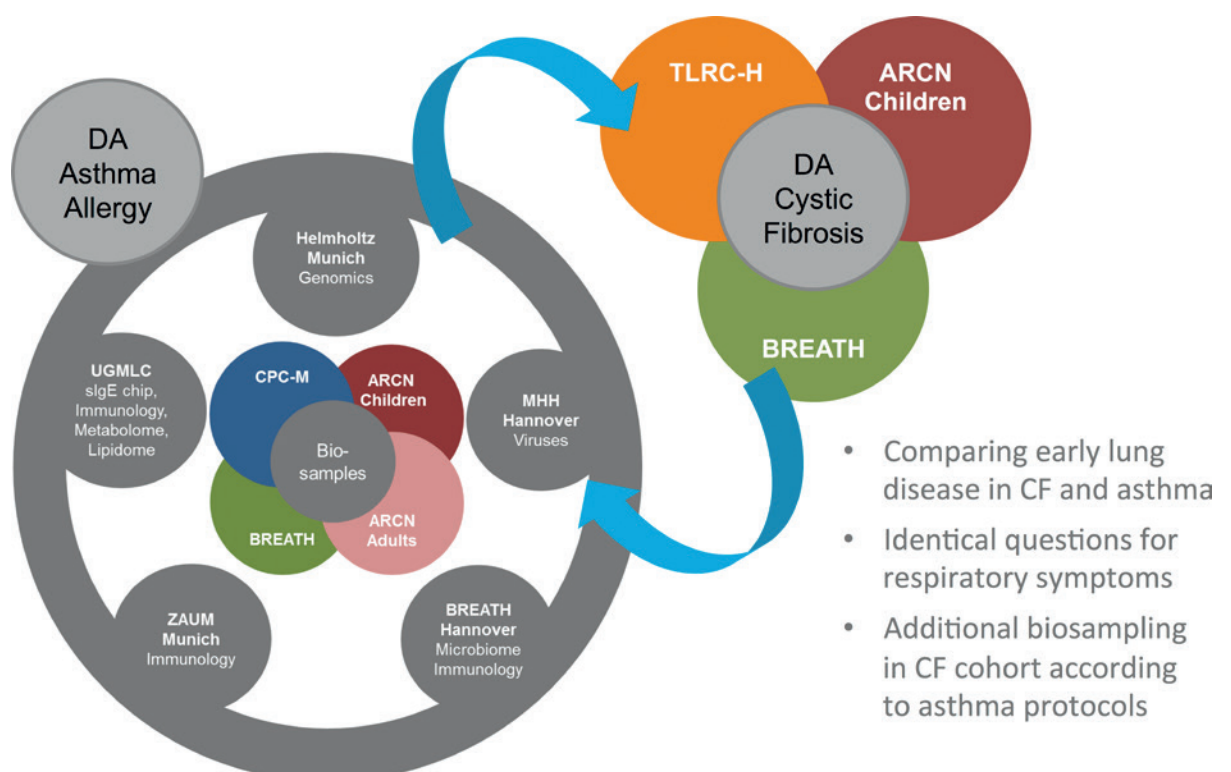 DA
Asthma
Allergy
Helmholtz
Munich
Genomics
UGMLC
sIgE chip,
Immunology,
Metabolome,
Lipidome
CPC-M
ARCN
Children
Bio-
samples
BREATH
ARCN
Adults
MHH
Hannover
Viruses
ZAUM
Munich
Immunology
BREATH
Hannover
Microbiome
Immunology
TLRC-H
ARCN
Children
DA
Cystic
Fibrosis
BREATH
• Comparing early lung
disease in CF and asthma
• Identical questions for
respiratory symptoms
• Additional biosampling
in CF cohort according
to asthma protocols